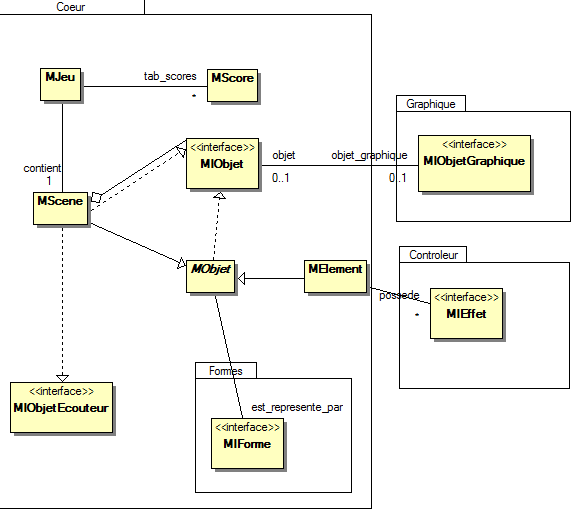 Coeur
MJeu
tab_scores
*
MScore
Graphique
<<interface>>
MIObjet
objet
0..1
objet_graphique
0..1
<<interface>>
MIObjetGraphique
contient
1
MScene
MObjet
MElement
Controleur
possede
*
<<interface>>
MIEffet
<<interface>>
MIObjetEcouteur
Formes
est_represente_par
<<interface>>
MIForme